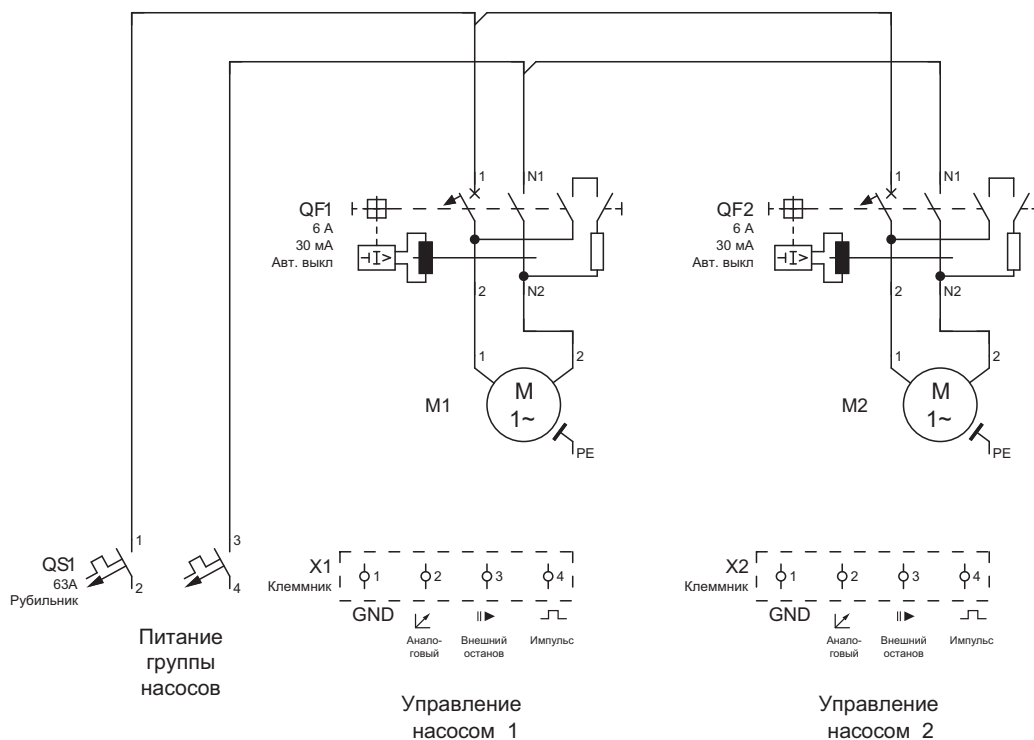 1
N1
QF1
6 А
30 мА
Авт. выкл
I>
2
N2
1
2
M1
M
1~
PE
1
N1
QF2
6 А
30 мА
Авт. выкл
I>
2
N2
1
2
M2
M
1~
PE
QS1
63А
Рубильник
1
2
3
4
Питание
группы
насосов
X1
Клеммник
1
2
3
4
GND
Анало-
говый
Внешний
останов
Импульс
Управление
насосом 1
X2
Клеммник
1
2
3
4
GND
Анало-
говый
Внешний
останов
Импульс
Управление
насосом 2